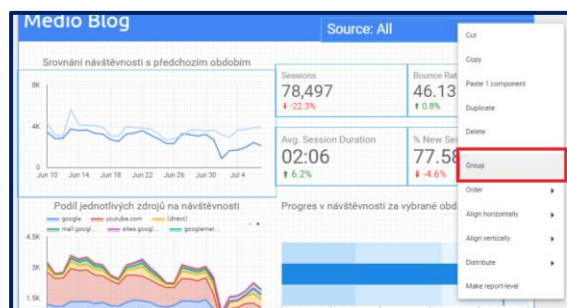 Medio Blog
Source: All
Srovnání návštěvnosti s předchozím obdobím
8K
4K
0
Jun 10 Jun 14 Jun 18 Jun 22 Jun 26 Jun 30 Jul 4
Sessions
78,497
-22.3%
Bounce Rat
46.13
0.8%
Avg. Session Duration
02:06
6.2%
% New Ses
77.58
-4.6%
Podíl jednotlivých zdrojů na návštěvnosti
google youtube.com (direct)
mall.googl... sites.googl... googlemer...
4.5K
3K
1.5K
Progres v návštěvnosti za vybrané obd
Cut
Copy
Paste 1 component
Duplicate
Delete
Group
Order
Align horizontally
Align vertically
Distribute
Make report-level